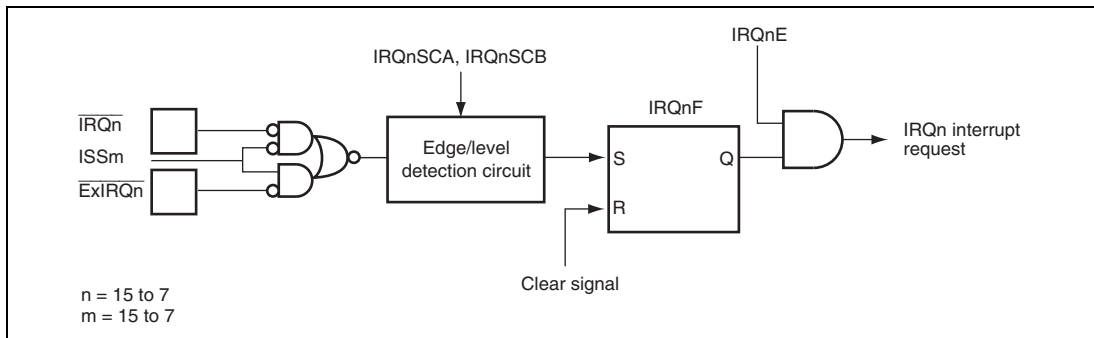 IRQnE
IRQnSCA, IRQnSCB
IRQnF
IRQn
ISSm
ExIRQn
Edge/level
detection circuit
S
Q
R
IRQn interrupt
request
Clear signal
n = 15 to 7
m = 15 to 7